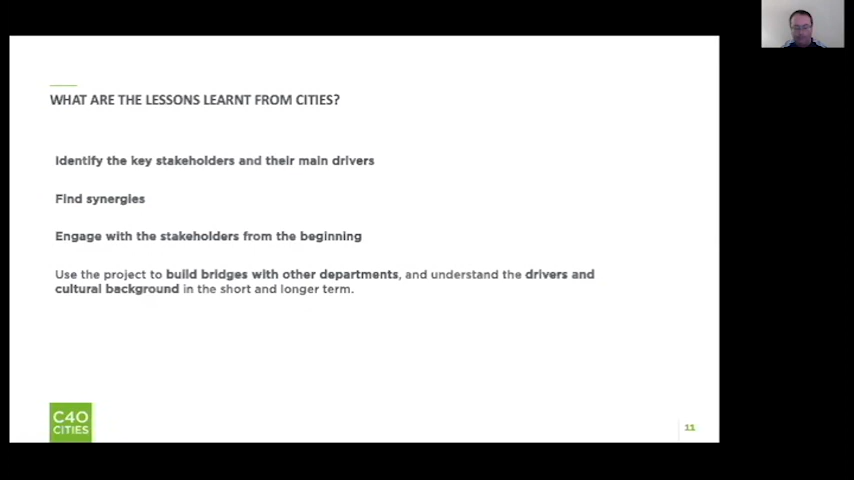 WHAT ARE THE LESSONS LEARNT FROM CITIES?
Identify the key stakeholders and their main drivers
Find synergies
Engage with the stakeholders from the beginning
Use the project to build bridges with other departments, and understand the drivers and
cultural background in the short and longer term.
C40
CITIES
11